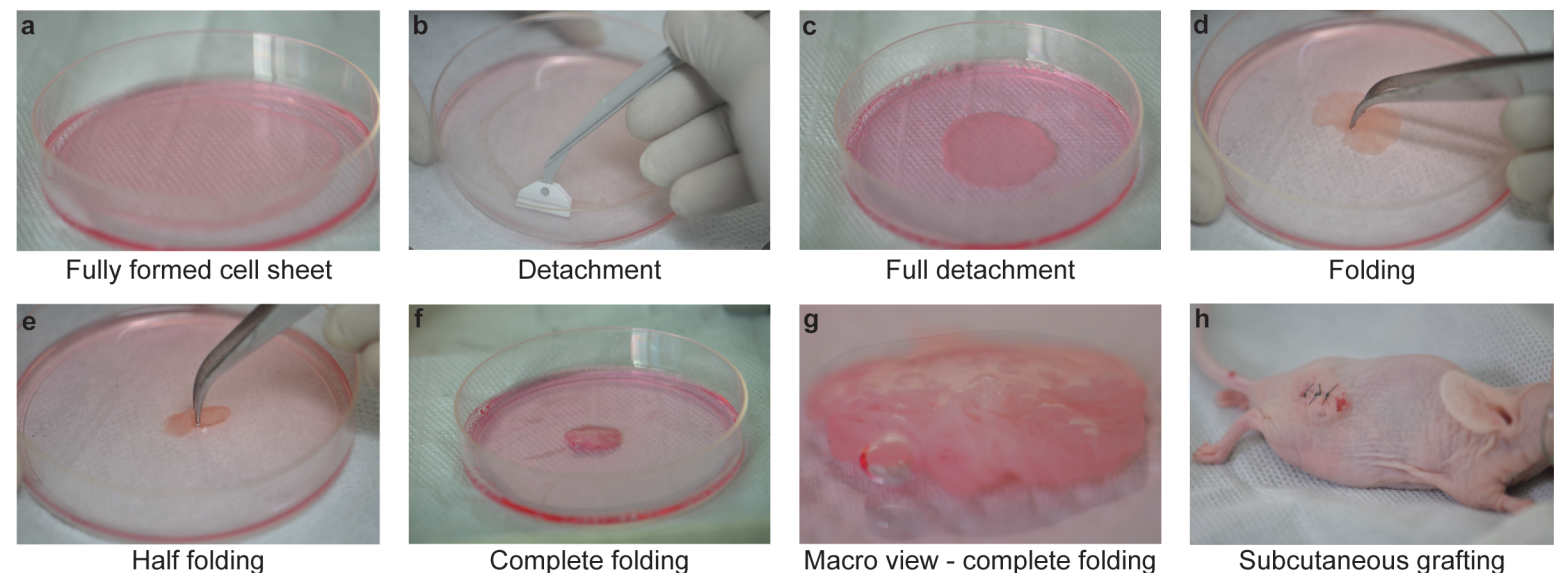 a
b
c
d
Fully formed cell sheet
Detachment
Full detachment
Folding
e
f
g
h
Half folding
Complete folding
Macro view - complete folding
Subcutaneous grafting